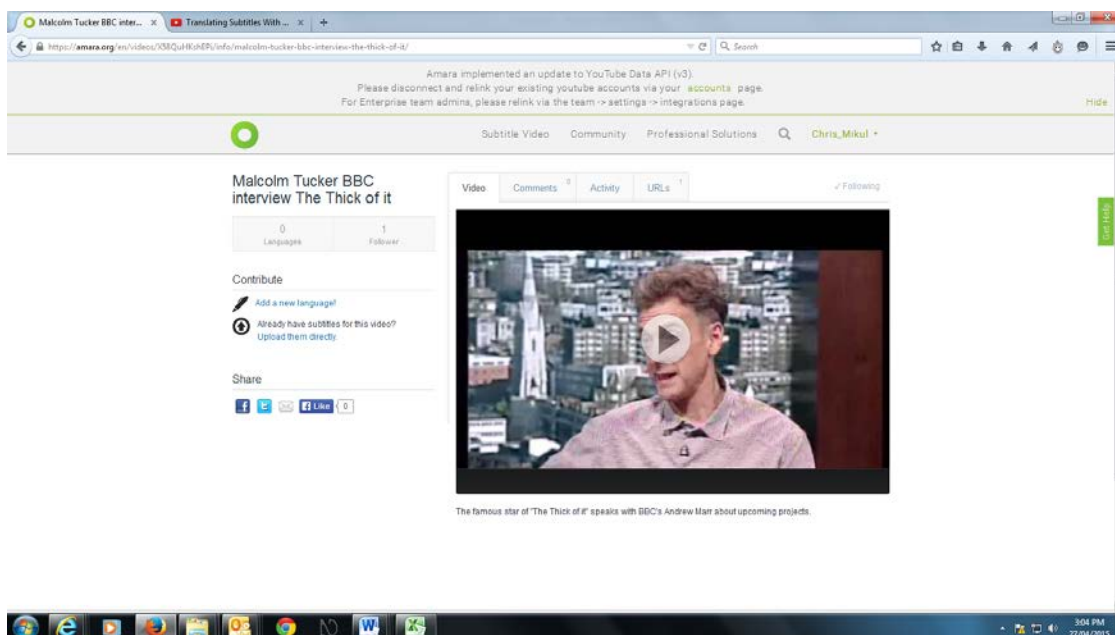 Malcolm Tucker BBC inter... x
Translating Subtitles With ... x +
https://amara.org/en/videos/X58QuHKshEPi/info/malcolm-tucker-bbc-interview-the-thick-of-it/
Search
Amara implemented an update to YouTube Data API (v3).
Please disconnect and relink your existing youtube accounts via your accounts page.
For Enterprise team admins, please relink via the team -> settings -> integrations page.
Hide
Subtitle Video Community Professional Solutions Chris_Mikul
Malcolm Tucker BBC
interview The Thick of it
0 1
Languages Follower
Contribute
Add a new language!
Already have subtitles for this video?
Upload them directly.
Share
Like 0
Video Comments 0 Activity URLs 1 ✓ Following
Get Help
The famous star of "The Thick of it" speaks with BBC's Andrew Marr about upcoming projects.
3:04 PM
27/04/2015